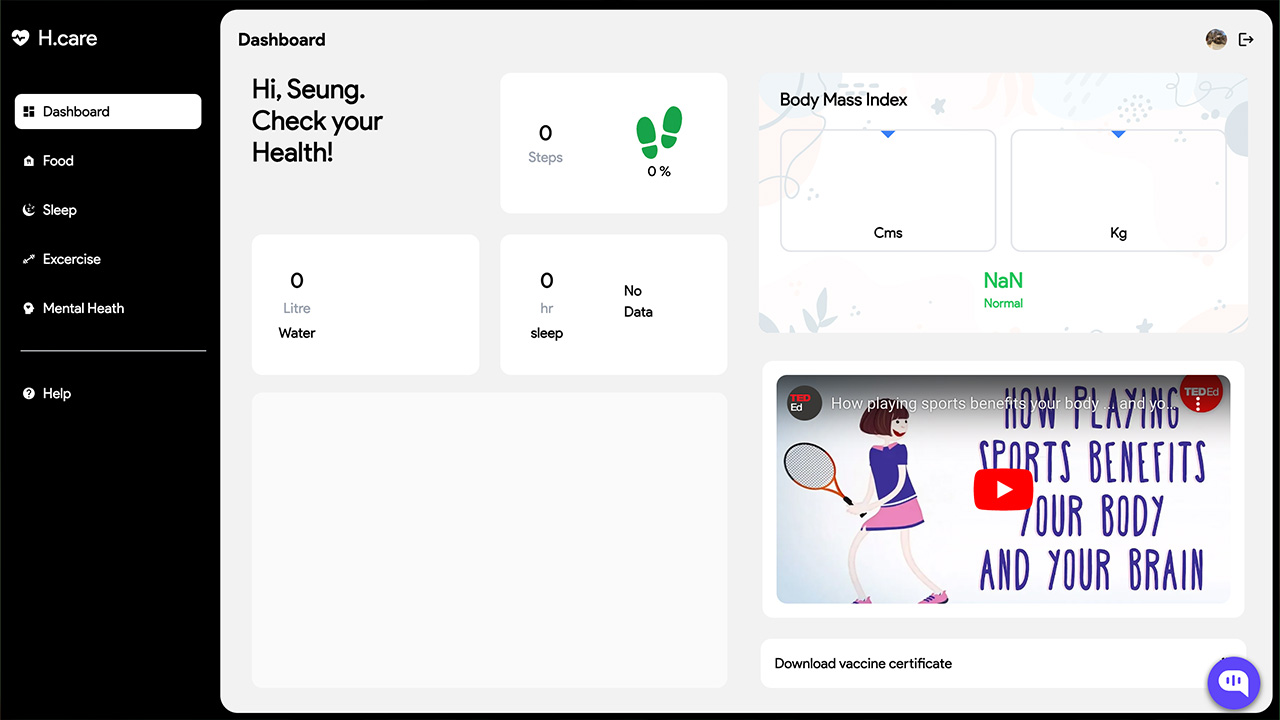 H.care
Dashboard
Food
Sleep
Excercise
Mental Heath
Help
Dashboard
Hi, Seung.
Check your
Health!
0
Steps
0 %
0
Litre
Water
0
hr
sleep
No
Data
Body Mass Index
Cms
Kg
NaN
Normal
TED
Ed
How playing sports benefits your body ... and yo...
TEDEd
HOW PLAYING
SPORTS BENEFITS
YOUR BODY
AND YOUR BRAIN
Download vaccine certificate